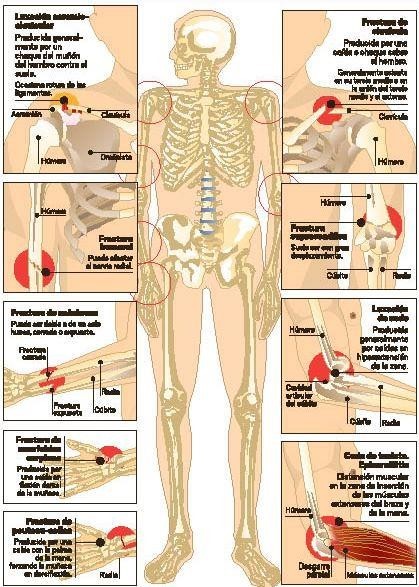 Luxación acromio-
clavicular
Producida general-
mente por un
choque del muñón
del hombro contra el
suelo.
Ocasiona rotura de los
ligamentos.
Acromión
Clavícula
Omóplato
Húmero
Húmero
Fractura
humeral
Puede afectar
al nervio radial.
Fractura de antebrazo
Puede ser doble o de un solo
hueso, cerrada o expuesta.
Fractura
cerrada
Fractura
expuesta
Radio
Cúbito
Fractura de
Producida por
una caída en
flexión dorsal
de la muñeca.
Fractura de
pouteau-colles
Producida por una
caída con la palma
de la mano,
forzando la muñeca
en dorsiflexión.
Radio
Fractura de
clavícula
Producida por una
caída o choque sobre
el hombro.
Generalmente asienta
en su tercio medio o en
la unión del tercio
medio y el externo.
Clavícula
Húmero
Fractura
supracondílea
Suele ser con gran
desplazamiento.
Cúbito
Radio
Luxación
de codo
Producida
generalmente
por caídas en
hiperextensión
de la zona.
Húmero
Cavidad
articular
del cúbito
Cúbito
Radio
Codo de tenista.
Epicondilitis
Distensión muscular
en la zona de inserción
de los músculos
extensores del brazo y
de la mano.
Húmero
Desgarro
parcial